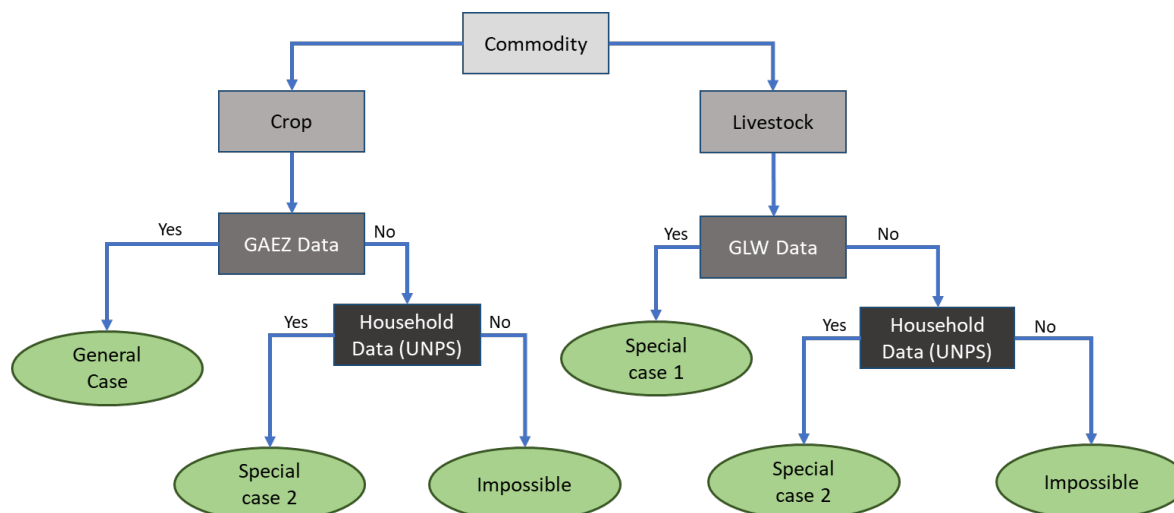 Commodity
Crop
Livestock
Yes
GAEZ Data
No
Yes
GLW Data
No
General
Case
Yes
Household
Data (UNPS)
No
Special
case 1
Yes
Household
Data (UNPS)
No
Special
case 2
Impossible
Special
case 2
Impossible